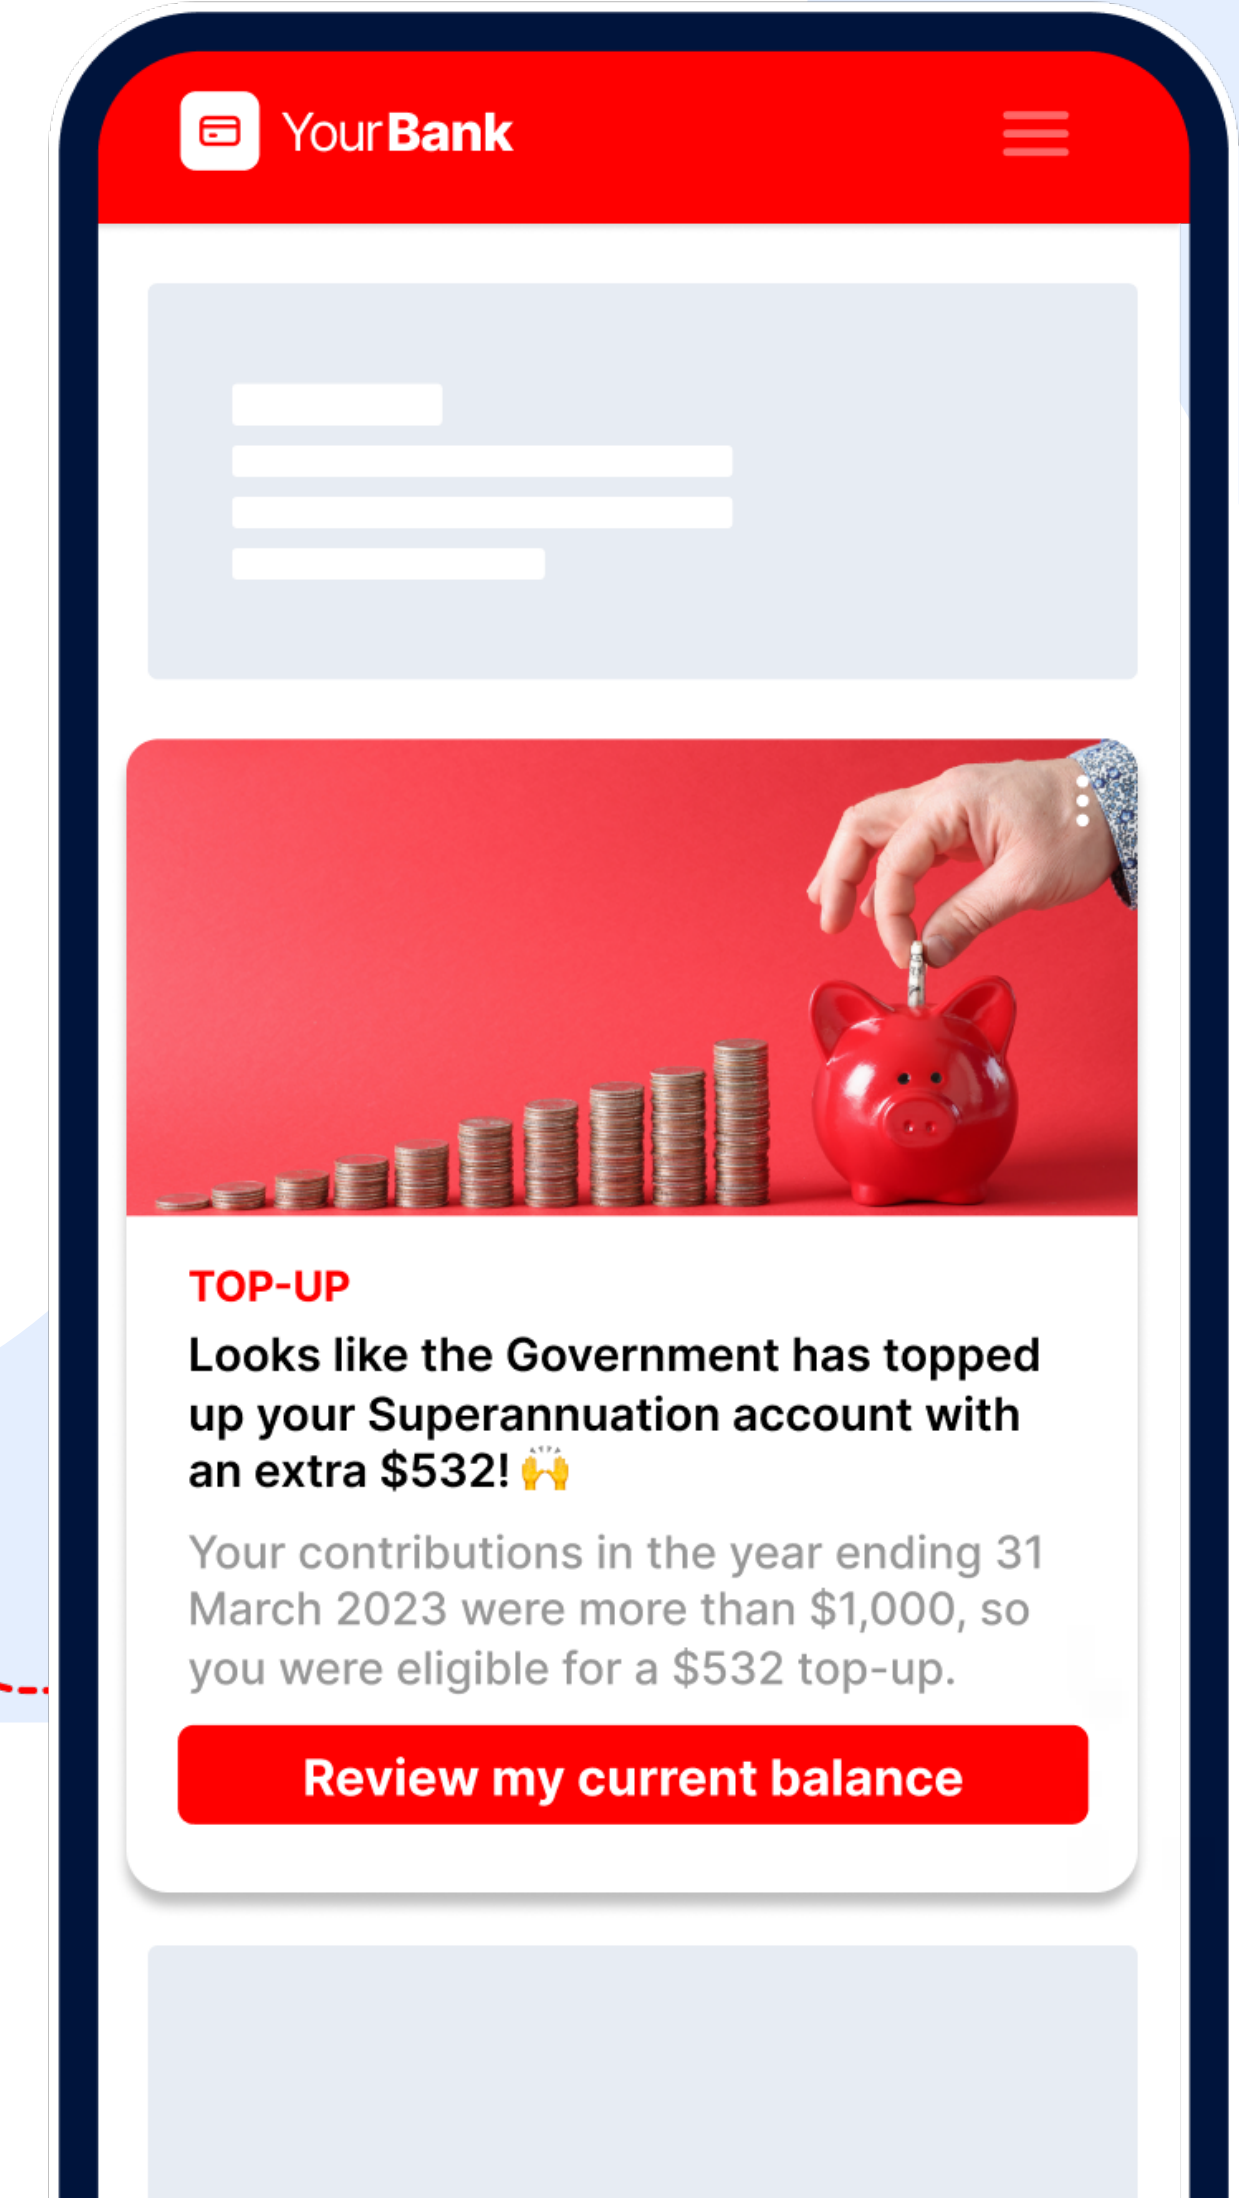 YourBank
TOP-UP
Looks like the Government has topped
up your Superannuation account with
an extra $532! 🙌
Your contributions in the year ending 31
March 2023 were more than $1,000, so
you were eligible for a $532 top-up.
Review my current balance